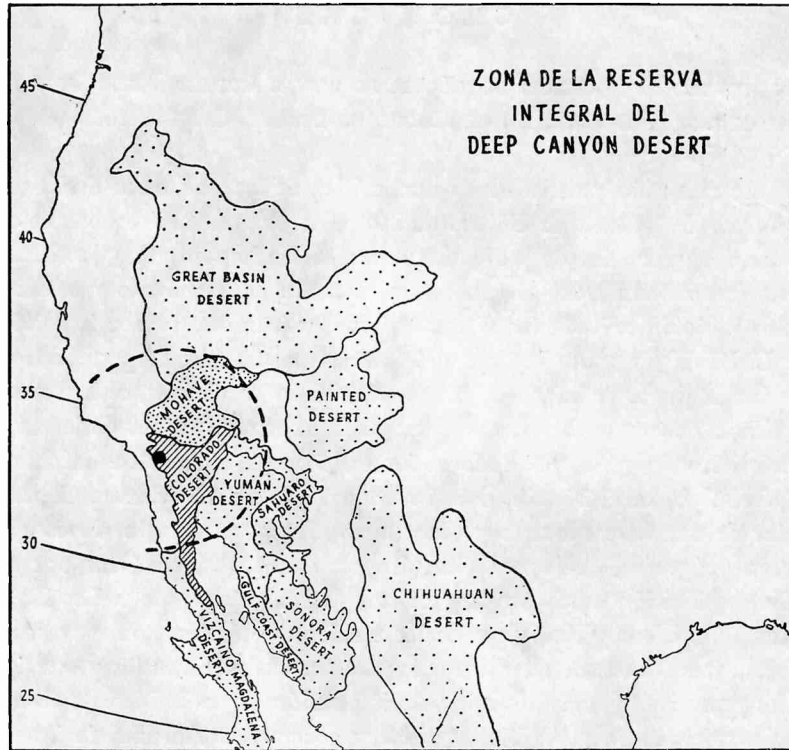 ZONA DE LA RESERVA
INTEGRAL DEL
DEEP CANYON DESERT
45°
40
GREAT BASIN
DESERT
35
MOHAVE
DESERT
PAINTED
DESERT
COLORADO
DESERT
YUMAN
DESERT
SAHUARO
DESERT
30
CHIHUAHUAN
DESERT
GULF COAST DESERT
SONORA
DESERT
VIZCAINO MAGDALENA
DESERT
25